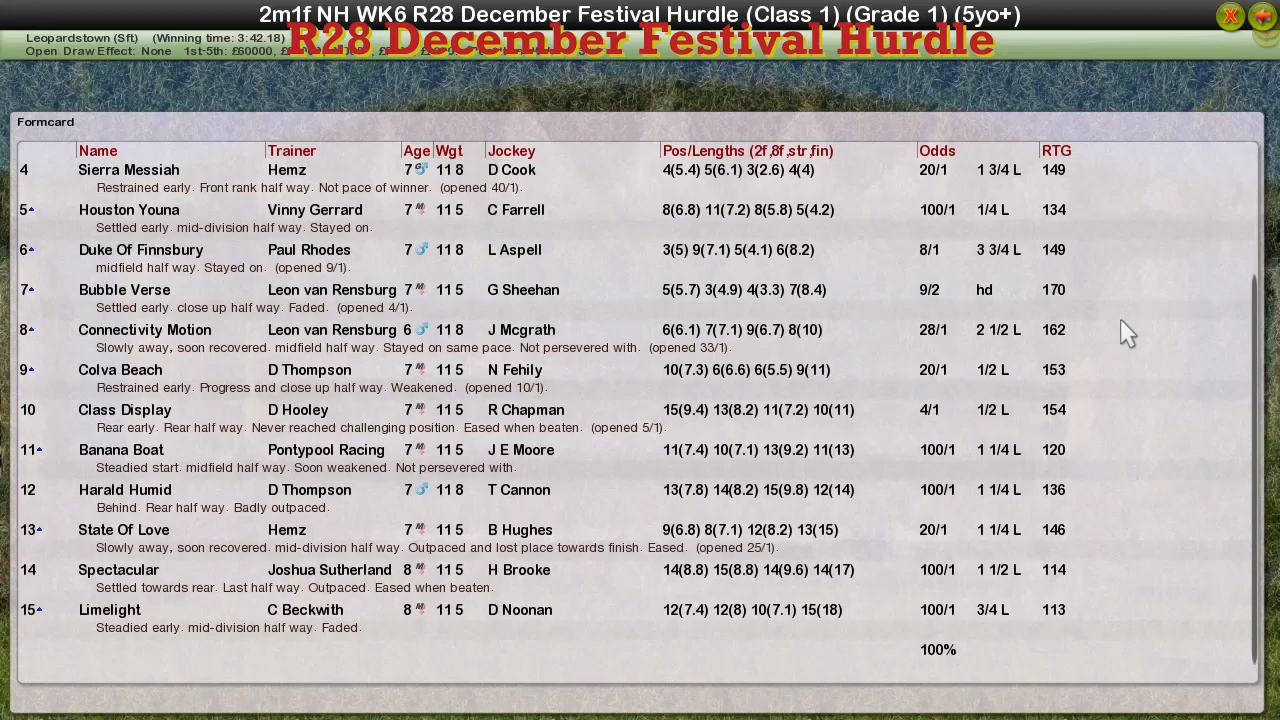 2m1f NH WK6 R28 December Festival Hurdle (Class 1) (Grade 1) (5yo+)
R28 December Festival Hurdle
Leopardstown (Sft) (Winning time: 3:42.18)
Open Draw Effect: None 1st-5th: £60000,
Formcard
Name Trainer Age Wgt Jockey Pos/Lengths (2f,8f,str,fin) Odds RTG
4 Sierra Messiah Hemz 7 11 8 D Cook 4(5.4) 5(6.1) 3(2.6) 4(4) 20/1 1 3/4 L 149
Restrained early. Front rank half way. Not pace of winner. (opened 40/1).
5 Houston Youna Vinny Gerrard 7 11 5 C Farrell 8(6.8) 11(7.2) 8(5.8) 5(4.2) 100/1 1/4 L 134
Settled early. mid-division half way. Stayed on.
6 Duke Of Finnsbury Paul Rhodes 7 11 8 L Aspell 3(5) 9(7.1) 5(4.1) 6(8.2) 8/1 3 3/4 L 149
midfield half way. Stayed on. (opened 9/1).
7 Bubble Verse Leon van Rensburg 7 11 5 G Sheehan 5(5.7) 3(4.9) 4(3.3) 7(8.4) 9/2 hd 170
Settled early. close up half way. Faded. (opened 4/1).
8 Connectivity Motion Leon van Rensburg 6 11 8 J Mcgrath 6(6.1) 7(7.1) 9(6.7) 8(10) 28/1 2 1/2 L 162
Slowly away, soon recovered. midfield half way. Stayed on same pace. Not persevered with. (opened 33/1).
9 Colva Beach D Thompson 7 11 5 N Fehily 10(7.3) 6(6.6) 6(5.5) 9(11) 20/1 1/2 L 153
Restrained early. Progress and close up half way. Weakened. (opened 10/1).
10 Class Display D Hooley 7 11 5 R Chapman 15(9.4) 13(8.2) 11(7.2) 10(11) 4/1 1/2 L 154
Rear early. Rear half way. Never reached challenging position. Eased when beaten. (opened 5/1).
11 Banana Boat Pontypool Racing 7 11 5 J E Moore 11(7.4) 10(7.1) 13(9.2) 11(13) 100/1 1 1/4 L 120
Steadied start. midfield half way. Soon weakened. Not persevered with.
12 Harald Humid D Thompson 7 11 8 T Cannon 13(7.8) 14(8.2) 15(9.8) 12(14) 100/1 1 1/4 L 136
Behind. Rear half way. Badly outpaced.
13 State Of Love Hemz 7 11 5 B Hughes 9(6.8) 8(7.1) 12(8.2) 13(15) 20/1 1 1/4 L 146
Slowly away, soon recovered. mid-division half way. Outpaced and lost place towards finish. Eased. (opened 25/1).
14 Spectacular Joshua Sutherland 8 11 5 H Brooke 14(8.8) 15(8.8) 14(9.6) 14(17) 100/1 1 1/2 L 114
Settled towards rear. Last half way. Outpaced. Eased when beaten.
15 Limelight C Beckwith 8 11 5 D Noonan 12(7.4) 12(8) 10(7.1) 15(18) 100/1 3/4 L 113
Steadied early. mid-division half way. Faded.
100%